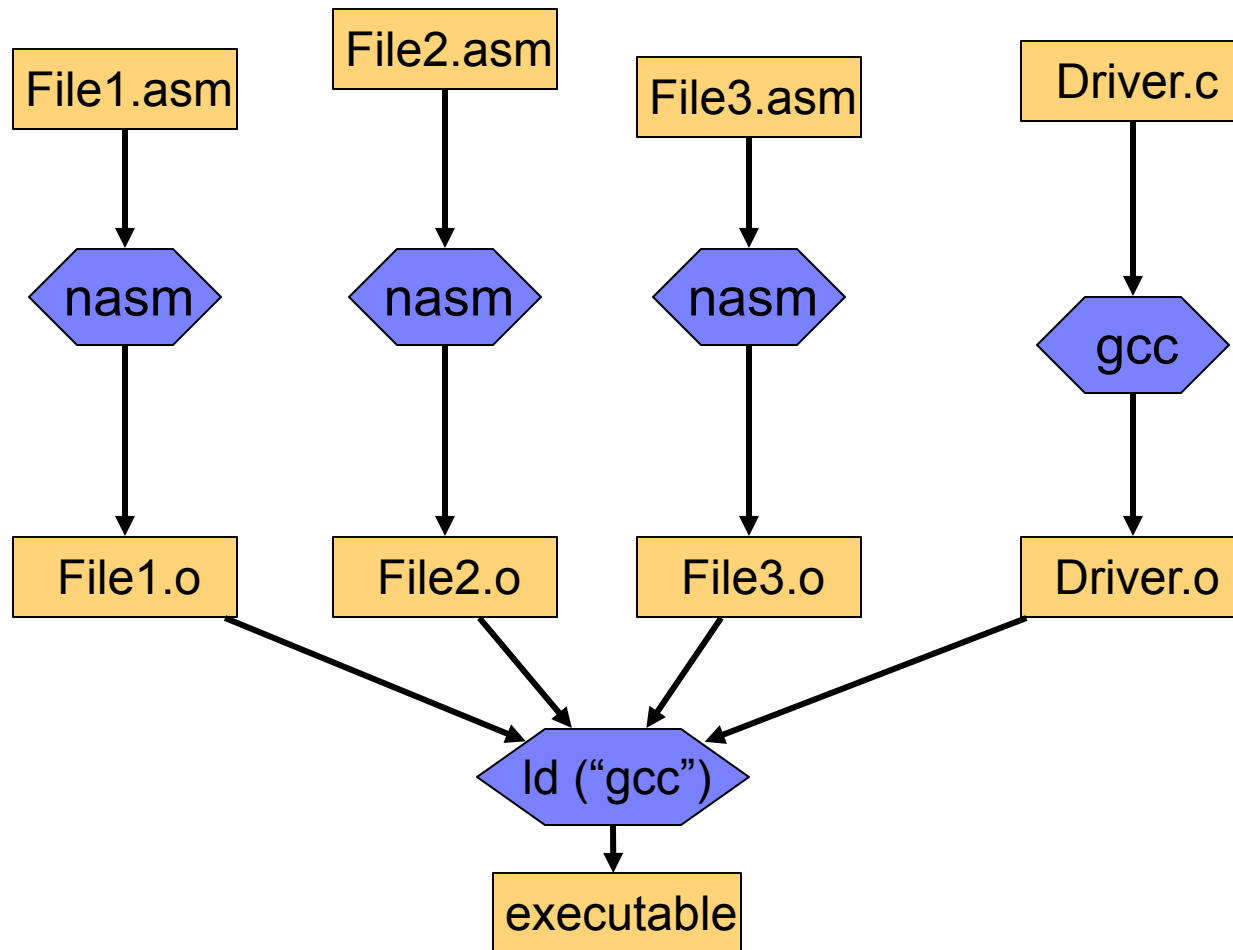 File1.asm
File2.asm
File3.asm
Driver.c
nasm
nasm
nasm
gcc
File1.o
File2.o
File3.o
Driver.o
ld (“gcc”)
executable